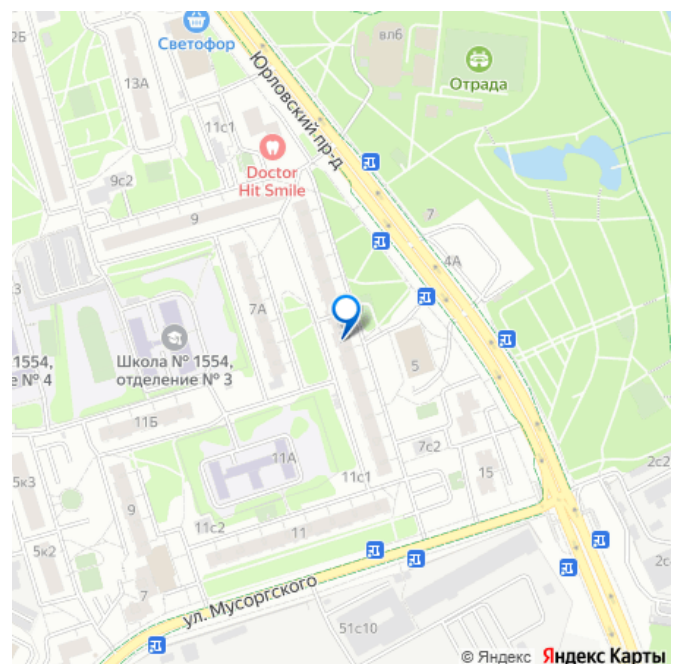 2Б
Светофор
вл6
Отрада
13А
Юрловский пр-д
11с1
Doctor
Hit Smile
9с2
9
7
4А
3
7А
1554,
е № 4
Школа № 1554,
отделение № 3
5
11Б
7с2
11А
11с1
15
2с2
5к3
9
11с2
11
5к2
7
ул. Мусоргского
51с10
2с
© Яндекс Яндекс Карты